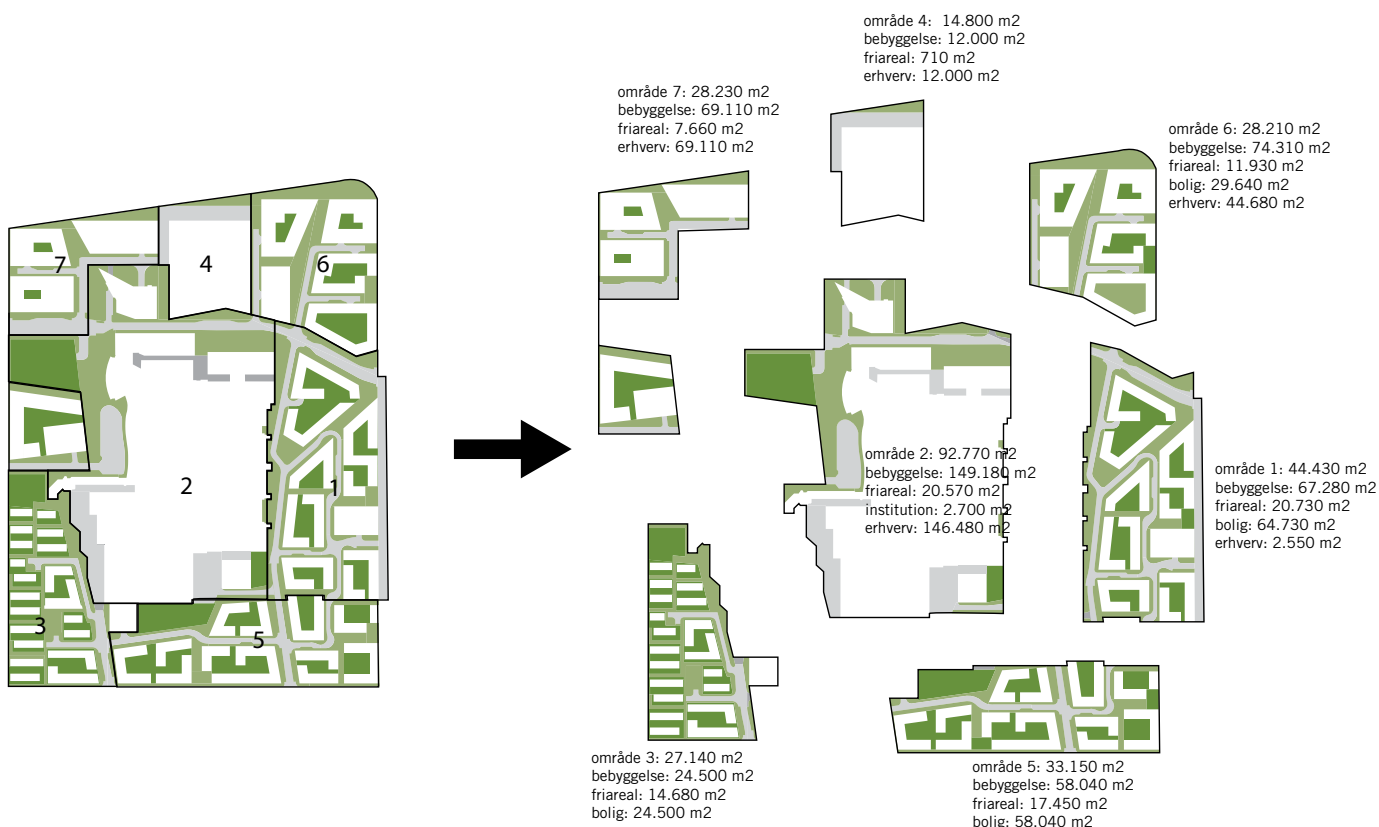 område 4:  14.800 m2
bebyggelse: 12.000 m2
friareal: 710 m2
erhverv: 12.000 m2
område 7: 28.230 m2
bebyggelse: 69.110 m2
friareal: 7.660 m2
erhverv: 69.110 m2
område 6: 28.210 m2
bebyggelse: 74.310 m2
friareal: 11.930 m2
bolig: 29.640 m2
erhverv: 44.680 m2
7
4
6
2
1
3
5
område 2: 92.770 m2
bebyggelse: 149.180 m2
friareal: 20.570 m2
institution: 2.700 m2
erhverv: 146.480 m2
område 1: 44.430 m2
bebyggelse: 67.280 m2
friareal: 20.730 m2
bolig: 64.730 m2
erhverv: 2.550 m2
område 3: 27.140 m2
bebyggelse: 24.500 m2
friareal: 14.680 m2
bolig: 24.500 m2
område 5: 33.150 m2
bebyggelse: 58.040 m2
friareal: 17.450 m2
bolig: 58.040 m2